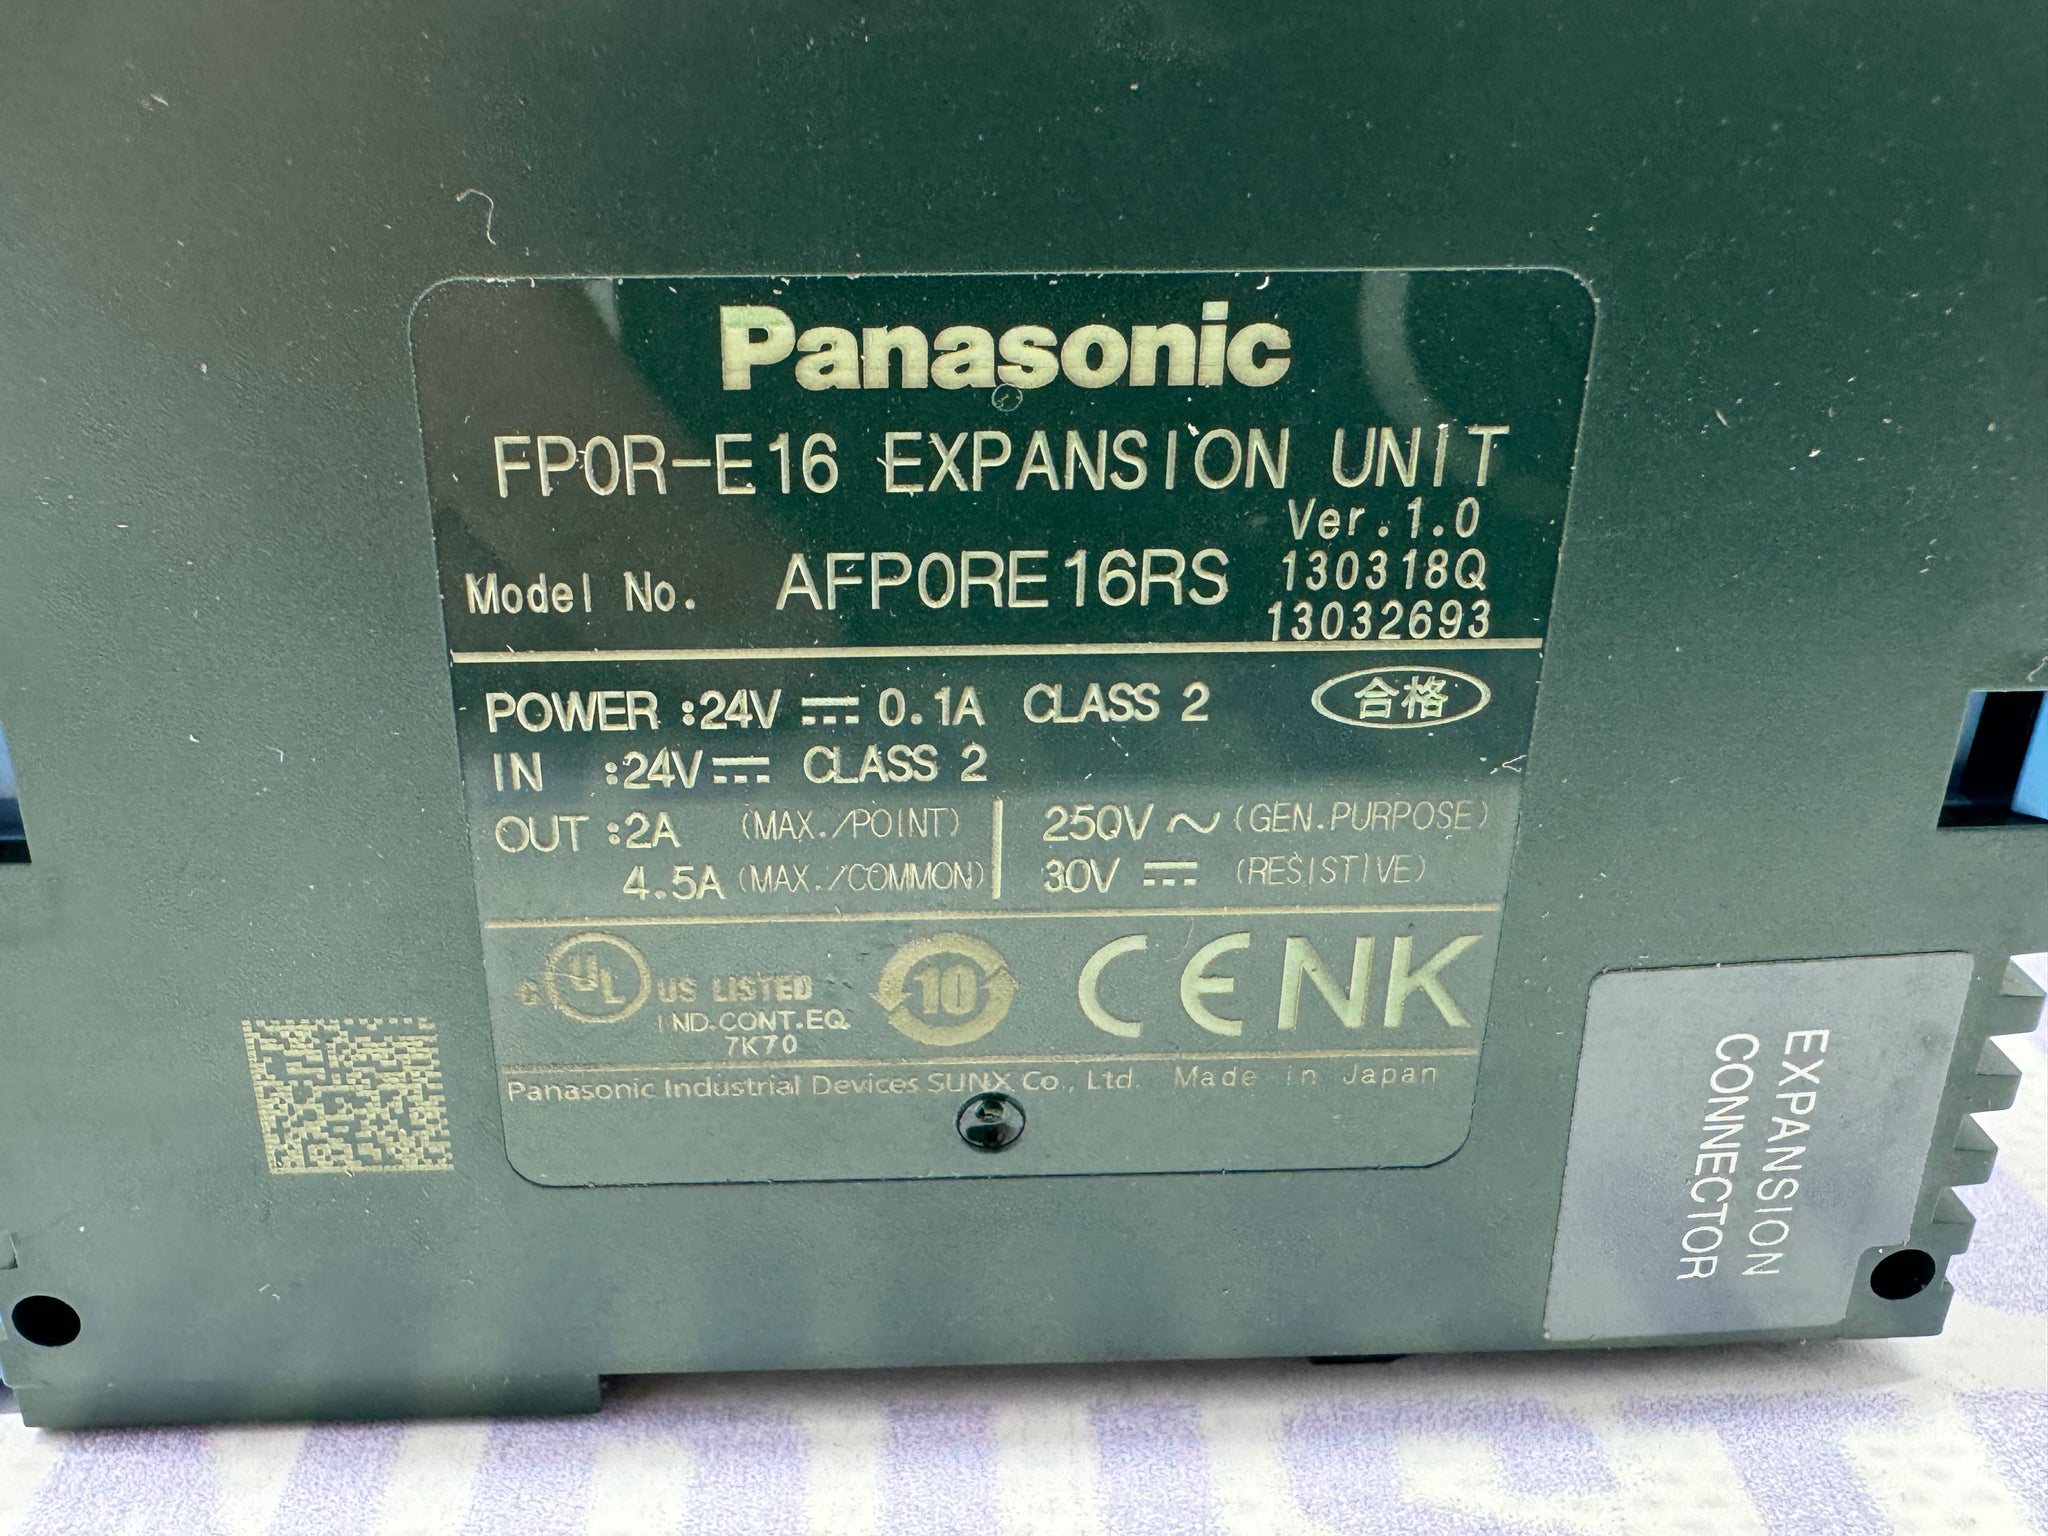 Panasonic
FP0R-E16 EXPANSION UNIT
Ver.1.0
Model No. AFP0RE16RS 130318Q
13032693
POWER :24V ⎓ 0.1A CLASS 2 合格
IN :24V ⎓ CLASS 2
OUT :2A (MAX./POINT) 250V ~ (GEN.PURPOSE)
4.5A (MAX./COMMON) 30V ⎓ (RESISTIVE)
c UL US LISTED 10 CE NK
IND.CONT.EQ.
7K70
Panasonic Industrial Devices SUNX Co., Ltd. Made in Japan
EXPANSION
CONNECTOR